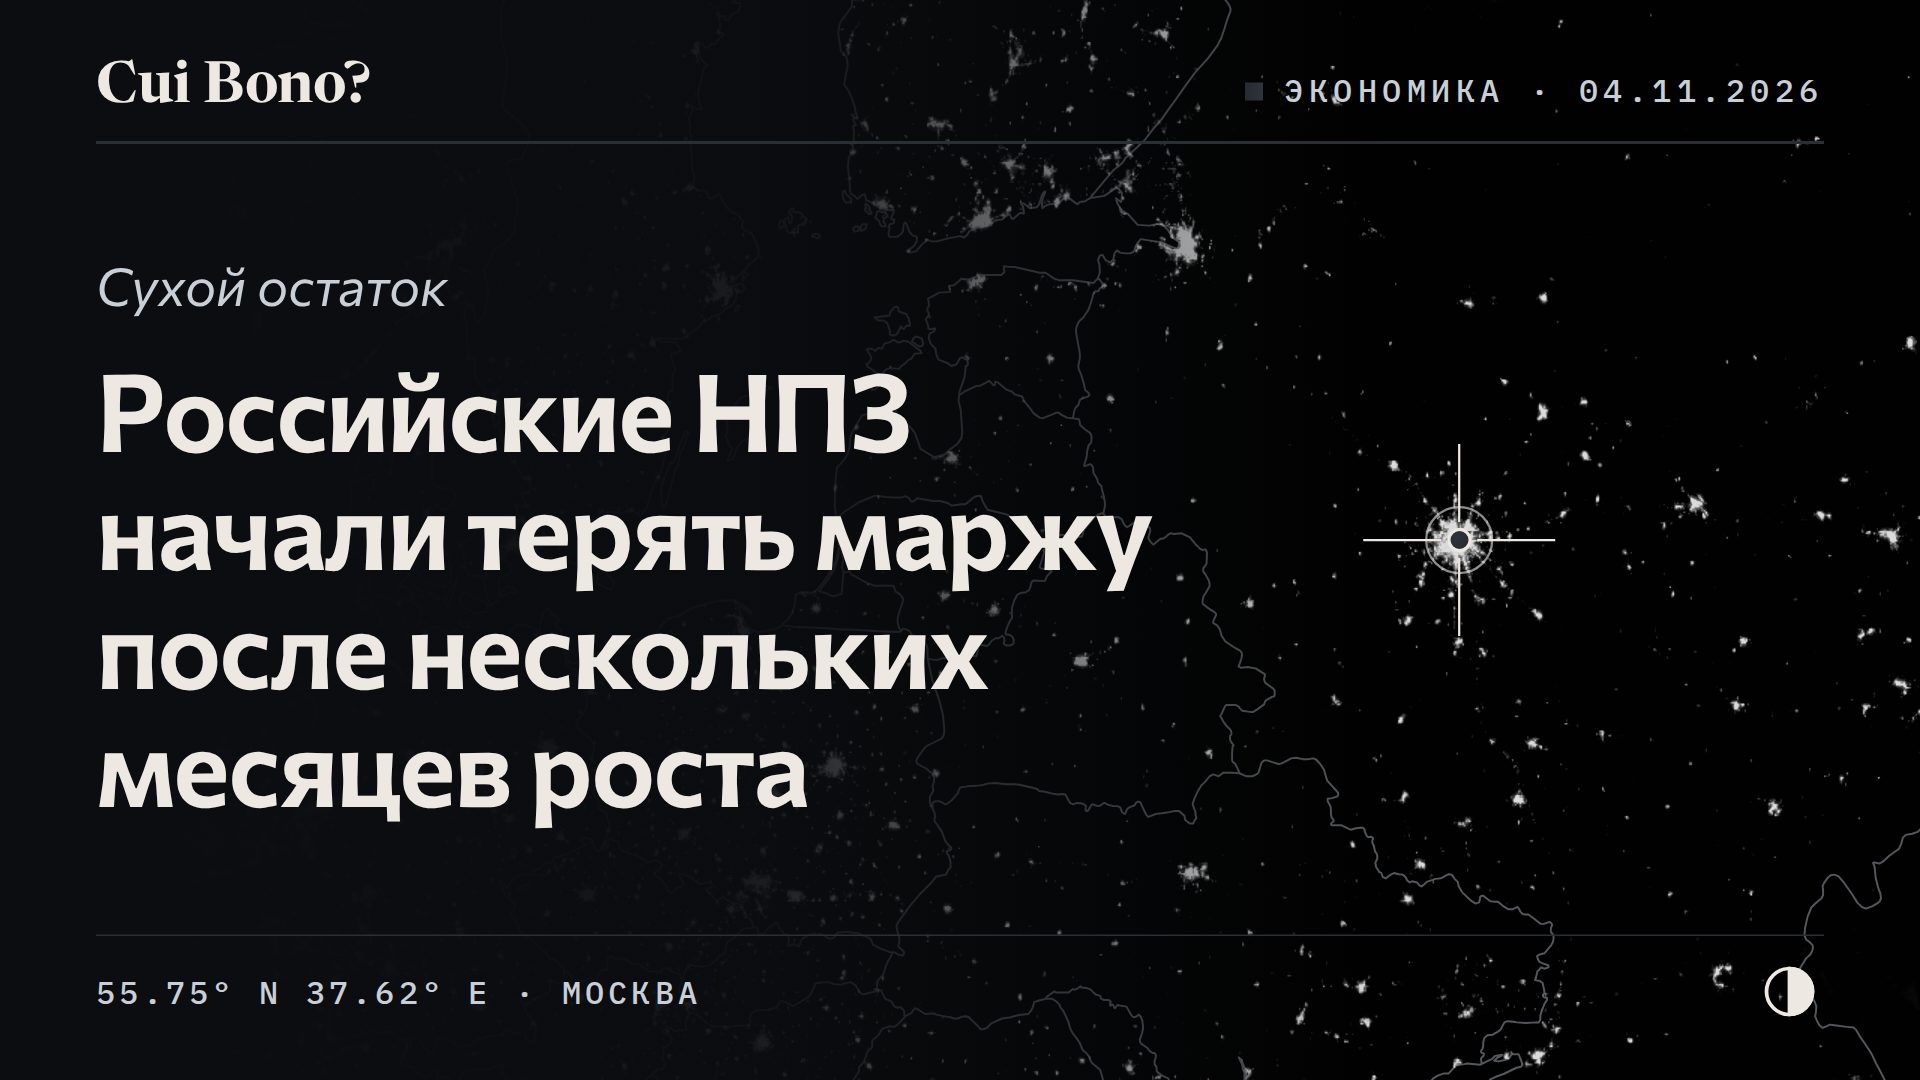 Cui Bono?
ЭКОНОМИКА · 04.11.2026
Сухой остаток
Российские НПЗ
начали терять маржу
после нескольких
месяцев роста
55.75° N 37.62° E · МОСКВА